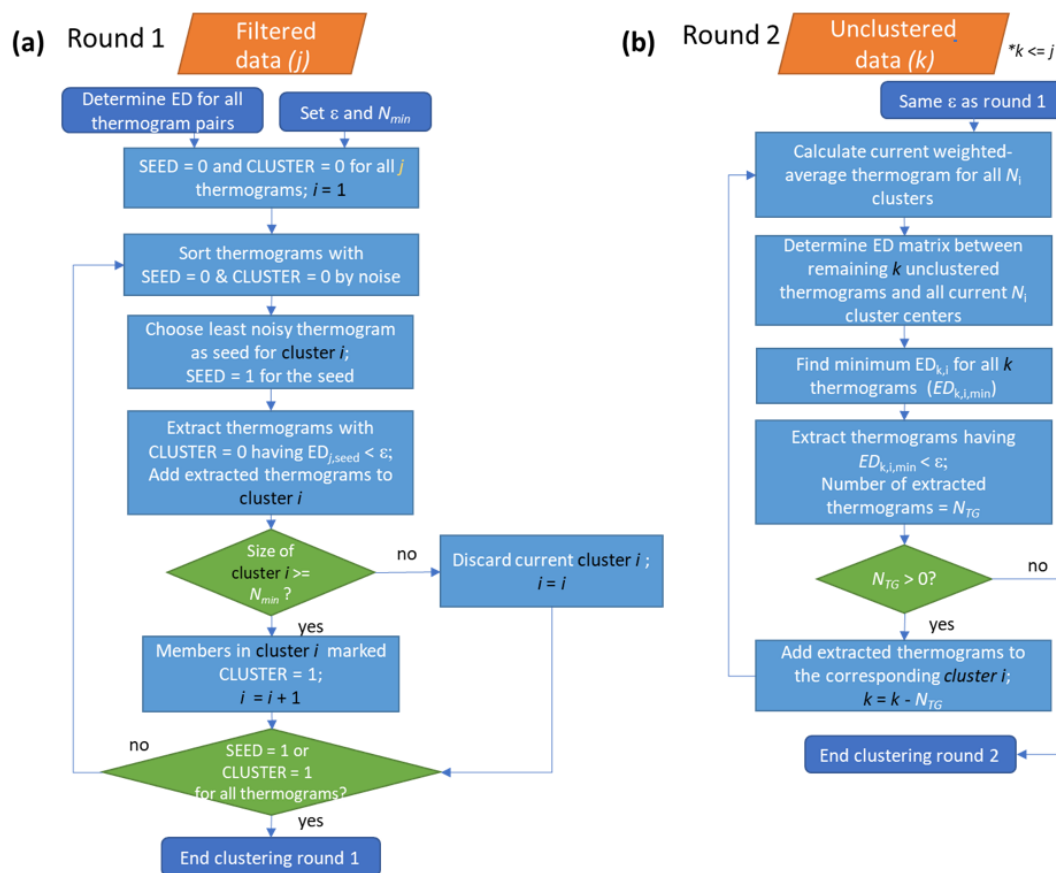 (a) Round 1
Filtered
data (j)
Determine ED for all
thermogram pairs
Set ε and Nmin
SEED = 0 and CLUSTER = 0 for all j
thermograms; i = 1
Sort thermograms with
SEED = 0 & CLUSTER = 0 by noise
Choose least noisy thermogram
as seed for cluster i;
SEED = 1 for the seed
Extract thermograms with
CLUSTER = 0 having EDj,seed < ε;
Add extracted thermograms to
cluster i
Size of
cluster i >=
Nmin ?
no
Discard current cluster i ;
i = i
yes
Members in cluster i marked
CLUSTER = 1;
i = i + 1
no
SEED = 1 or
CLUSTER = 1
for all thermograms?
yes
End clustering round 1
(b) Round 2
Unclustered
data (k)
*k <= j
Same ε as round 1
Calculate current weighted-
average thermogram for all Ni
clusters
Determine ED matrix between
remaining k unclustered
thermograms and all current Ni
cluster centers
Find minimum EDk,i for all k
thermograms (EDk,i,min)
Extract thermograms having
EDk,i,min < ε;
Number of extracted
thermograms = NTG
NTG > 0?
no
yes
Add extracted thermograms to
the corresponding cluster i;
k = k - NTG
End clustering round 2